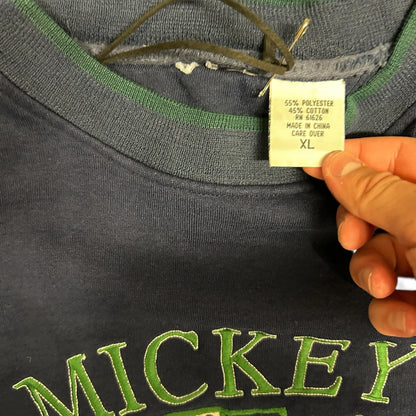 55% POLYESTER
45% COTTON
RN 61626
MADE IN CHINA
CARE OVER
XL
MICKEY